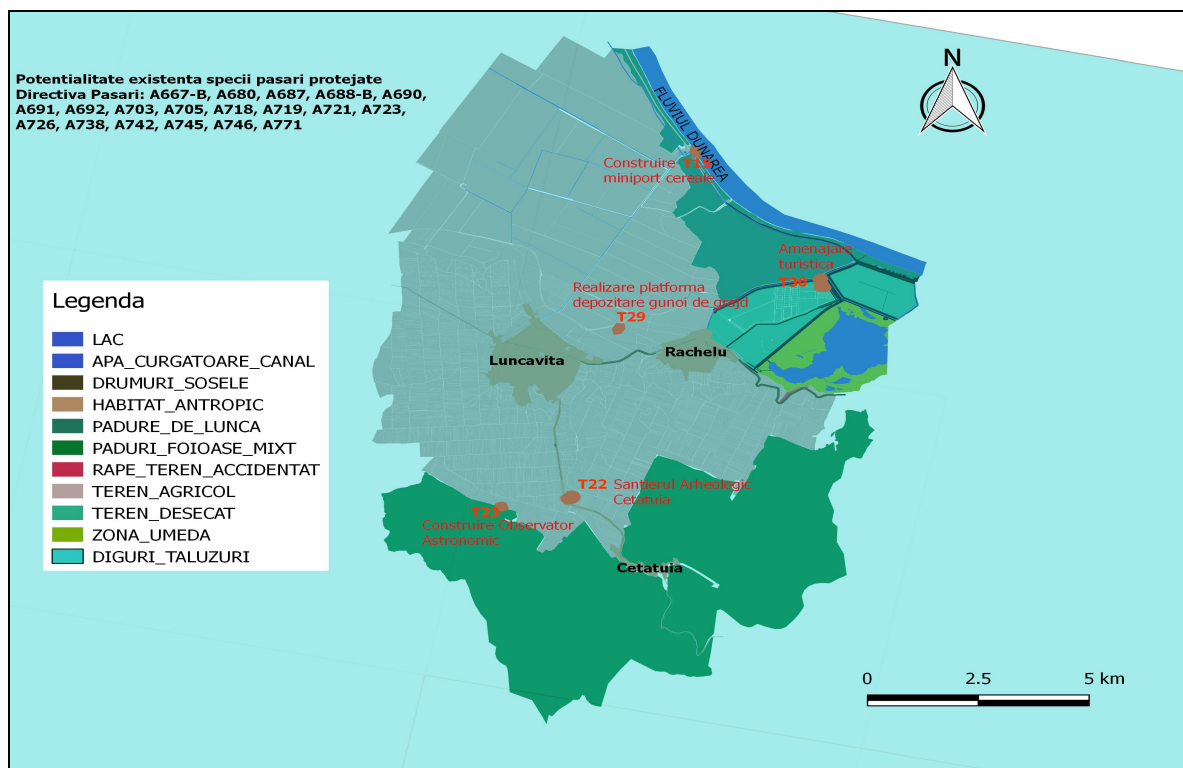 Potentialitate existenta specii pasari protejate
Directiva Pasari: A667-B, A680, A687, A688-B, A690,
A691, A692, A703, A705, A718, A719, A721, A723,
A726, A738, A742, A745, A746, A771
N
FLUVIUL DUNAREA
Construire T15
miniport cereale
Amenajare
turistica
T30
Realizare platforma
depozitare gunoi de grajd
T29
Luncavita
Rachelu
Legenda
LAC
APA_CURGATOARE_CANAL
DRUMURI_SOSELE
HABITAT_ANTROPIC
PADURE_DE_LUNCA
PADURI_FOIOASE_MIXT
RAPE_TEREN_ACCIDENTAT
TEREN_AGRICOL
TEREN_DESECAT
ZONA_UMEDA
DIGURI_TALUZURI
T22 Santierul Arheologic
Cetatuia
T23
Construire Observator
Astronomic
Cetatuia
0 2.5 5 km